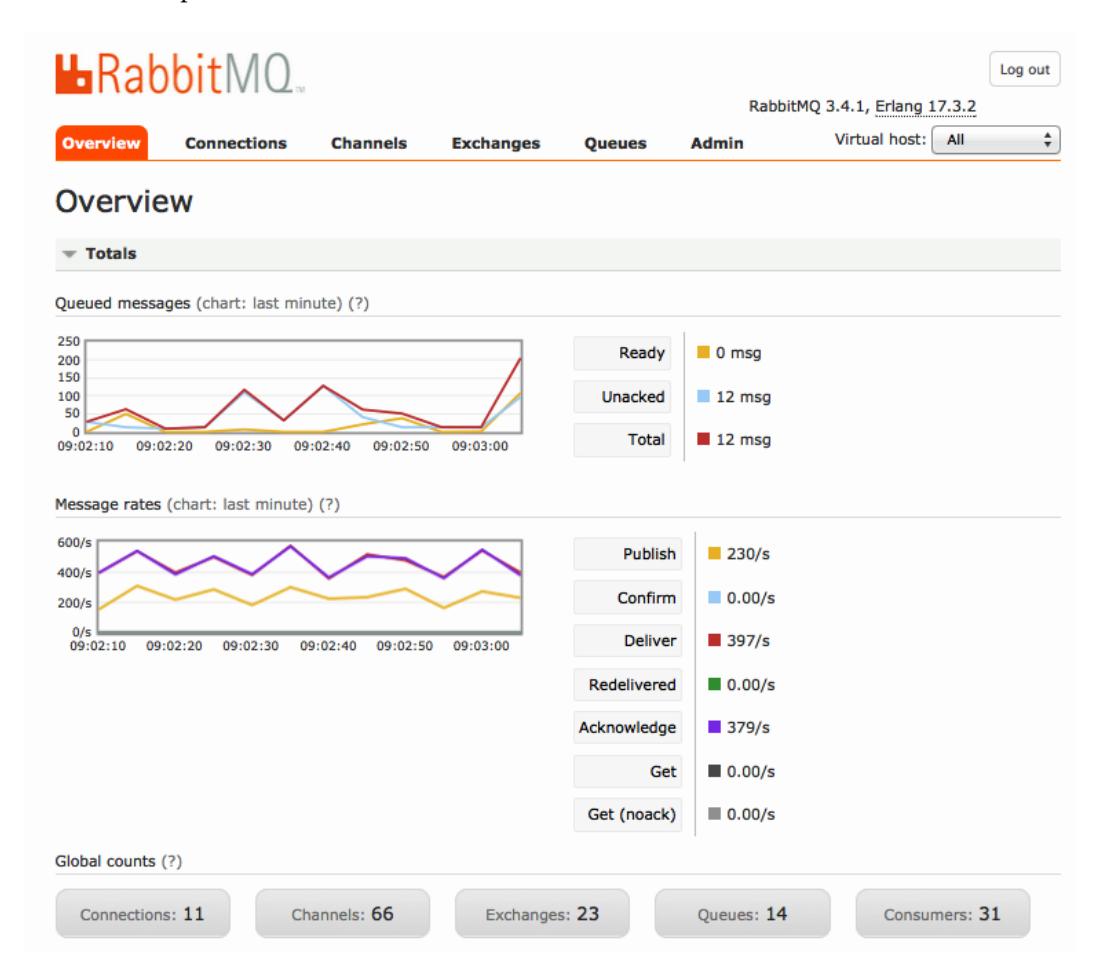 RabbitMQ™
Log out
RabbitMQ 3.4.1, Erlang 17.3.2
Overview Connections Channels Exchanges Queues Admin Virtual host: All
Overview
Totals
Queued messages (chart: last minute) (?)
250
200
150
100
50
0
09:02:10 09:02:20 09:02:30 09:02:40 09:02:50 09:03:00
Ready 0 msg
Unacked 12 msg
Total 12 msg
Message rates (chart: last minute) (?)
600/s
400/s
200/s
0/s
09:02:10 09:02:20 09:02:30 09:02:40 09:02:50 09:03:00
Publish 230/s
Confirm 0.00/s
Deliver 397/s
Redelivered 0.00/s
Acknowledge 379/s
Get 0.00/s
Get (noack) 0.00/s
Global counts (?)
Connections: 11 Channels: 66 Exchanges: 23 Queues: 14 Consumers: 31